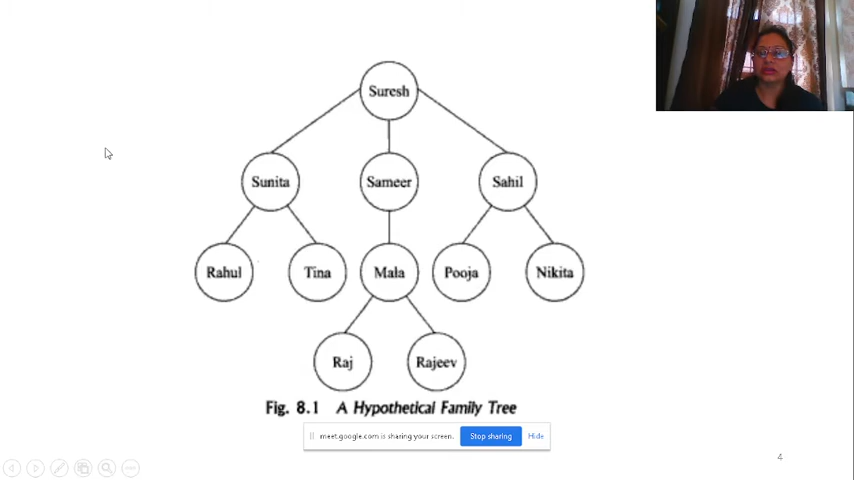 Suresh
Sunita Sameer Sahil
Rahul Tina Mala Pooja Nikita
Raj Rajeev
Fig. 8.1 A Hypothetical Family Tree
meet.google.com is sharing your screen. Stop sharing Hide
4